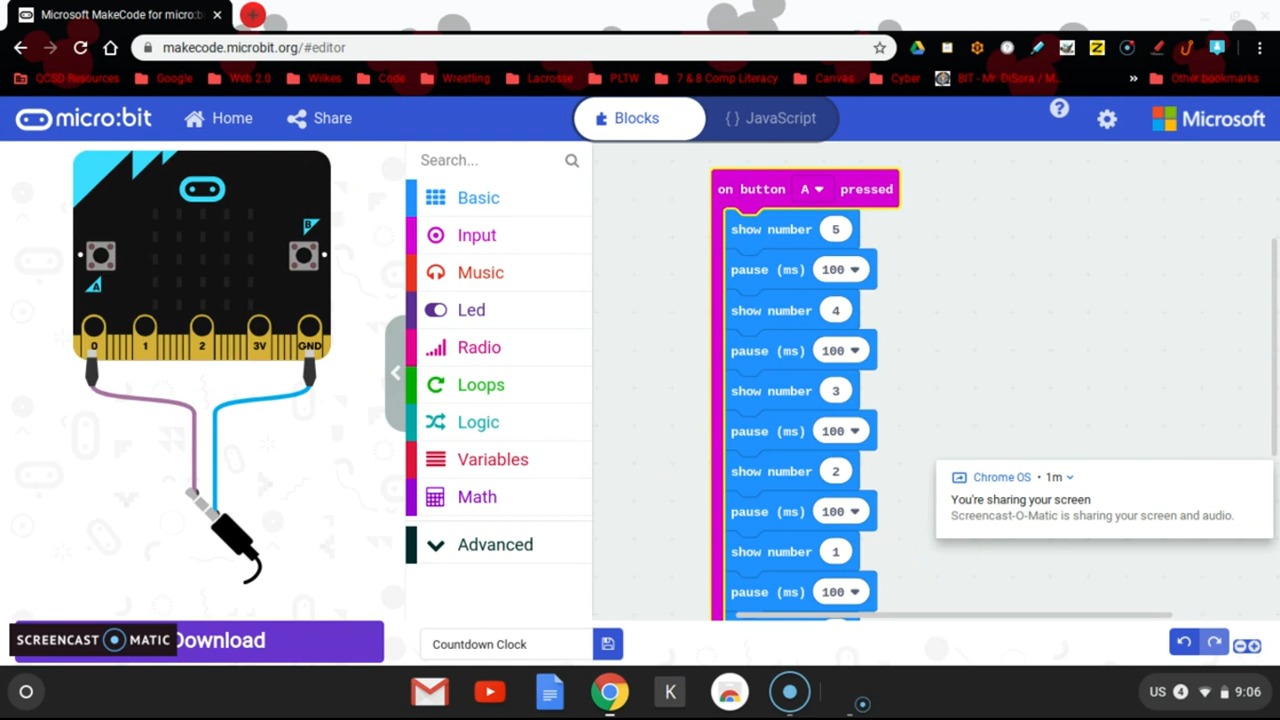 Microsoft MakeCode for micro:b
makecode.microbit.org/#editor
QCSD Resources Google Web 2.0 Wilkes Code Wrestling Lacrosse PLTW 7 & 8 Comp Literacy Canvas Cyber BIT - Mr. DiSora / M... » Other bookmarks
micro:bit Home Share Blocks {} JavaScript ? Microsoft
Search...
Basic
Input
Music
Led
Radio
Loops
Logic
Variables
Math
Advanced
B
A
0 1 2 3V GND
on button A pressed
show number 5
pause (ms) 100
show number 4
pause (ms) 100
show number 3
pause (ms) 100
show number 2
pause (ms) 100
show number 1
pause (ms) 100
Chrome OS • 1m
You're sharing your screen
Screencast-O-Matic is sharing your screen and audio.
SCREENCAST MATIC Download
Countdown Clock
K
US 4 9:06